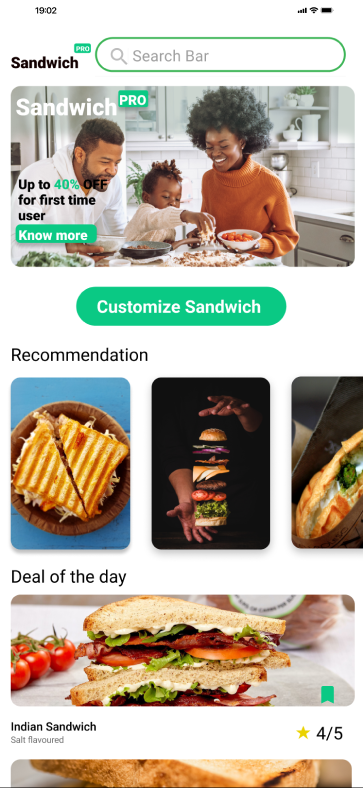 19:02
Sandwich PRO
Search Bar
Sandwich PRO
Up to 40% OFF
for first time
user
Know more
Customize Sandwich
Recommendation
Deal of the day
Indian Sandwich
Salt flavoured
4/5